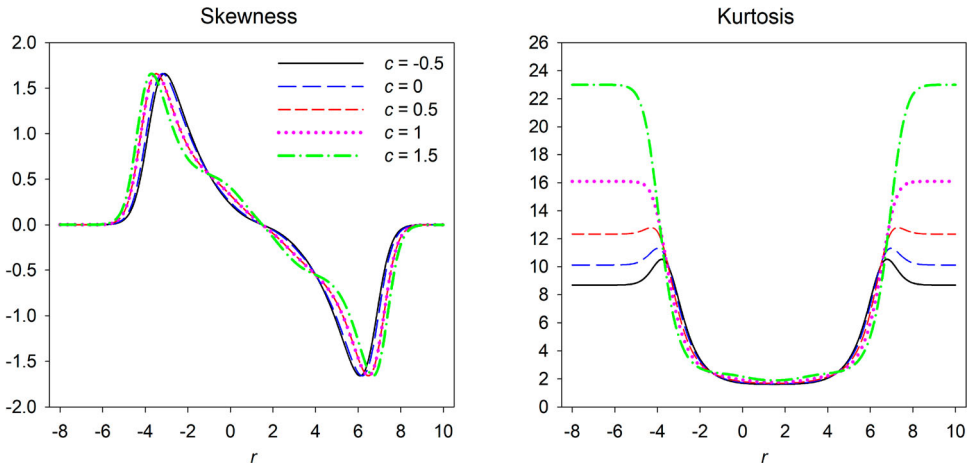 Skewness
2.0
1.5
1.0
0.5
0.0
-0.5
-1.0
-1.5
-2.0
-8 -6 -4 -2 0 2 4 6 8 10
r
c = -0.5
c = 0
c = 0.5
c = 1
c = 1.5
Kurtosis
26
24
22
20
18
16
14
12
10
8
6
4
2
0
-8 -6 -4 -2 0 2 4 6 8 10
r